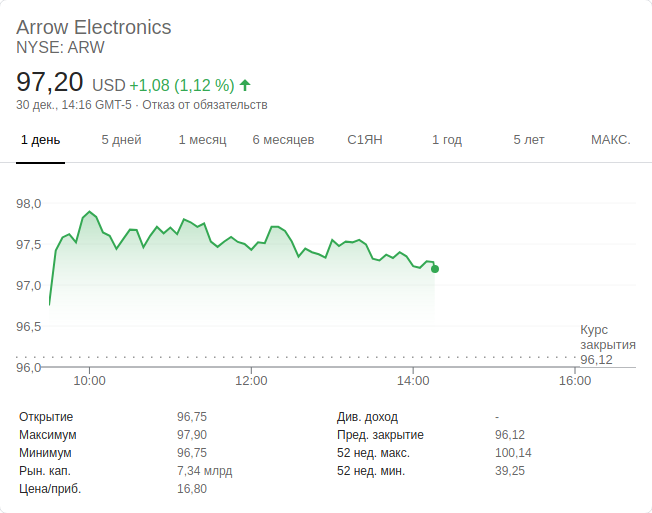 Arrow Electronics
NYSE: ARW
97,20 USD +1,08 (1,12 %)
30 дек., 14:16 GMT-5 · Отказ от обязательств
1 день 5 дней 1 месяц 6 месяцев С1ЯН 1 год 5 лет МАКС.
98,0
97,5
97,0
96,5
96,0
Курс
закрытия
96,12
10:00 12:00 14:00 16:00
Открытие 96,75
Максимум 97,90
Минимум 96,75
Рын. кап. 7,34 млрд
Цена/приб. 16,80
Див. доход -
Пред. закрытие 96,12
52 нед. макс. 100,14
52 нед. мин. 39,25